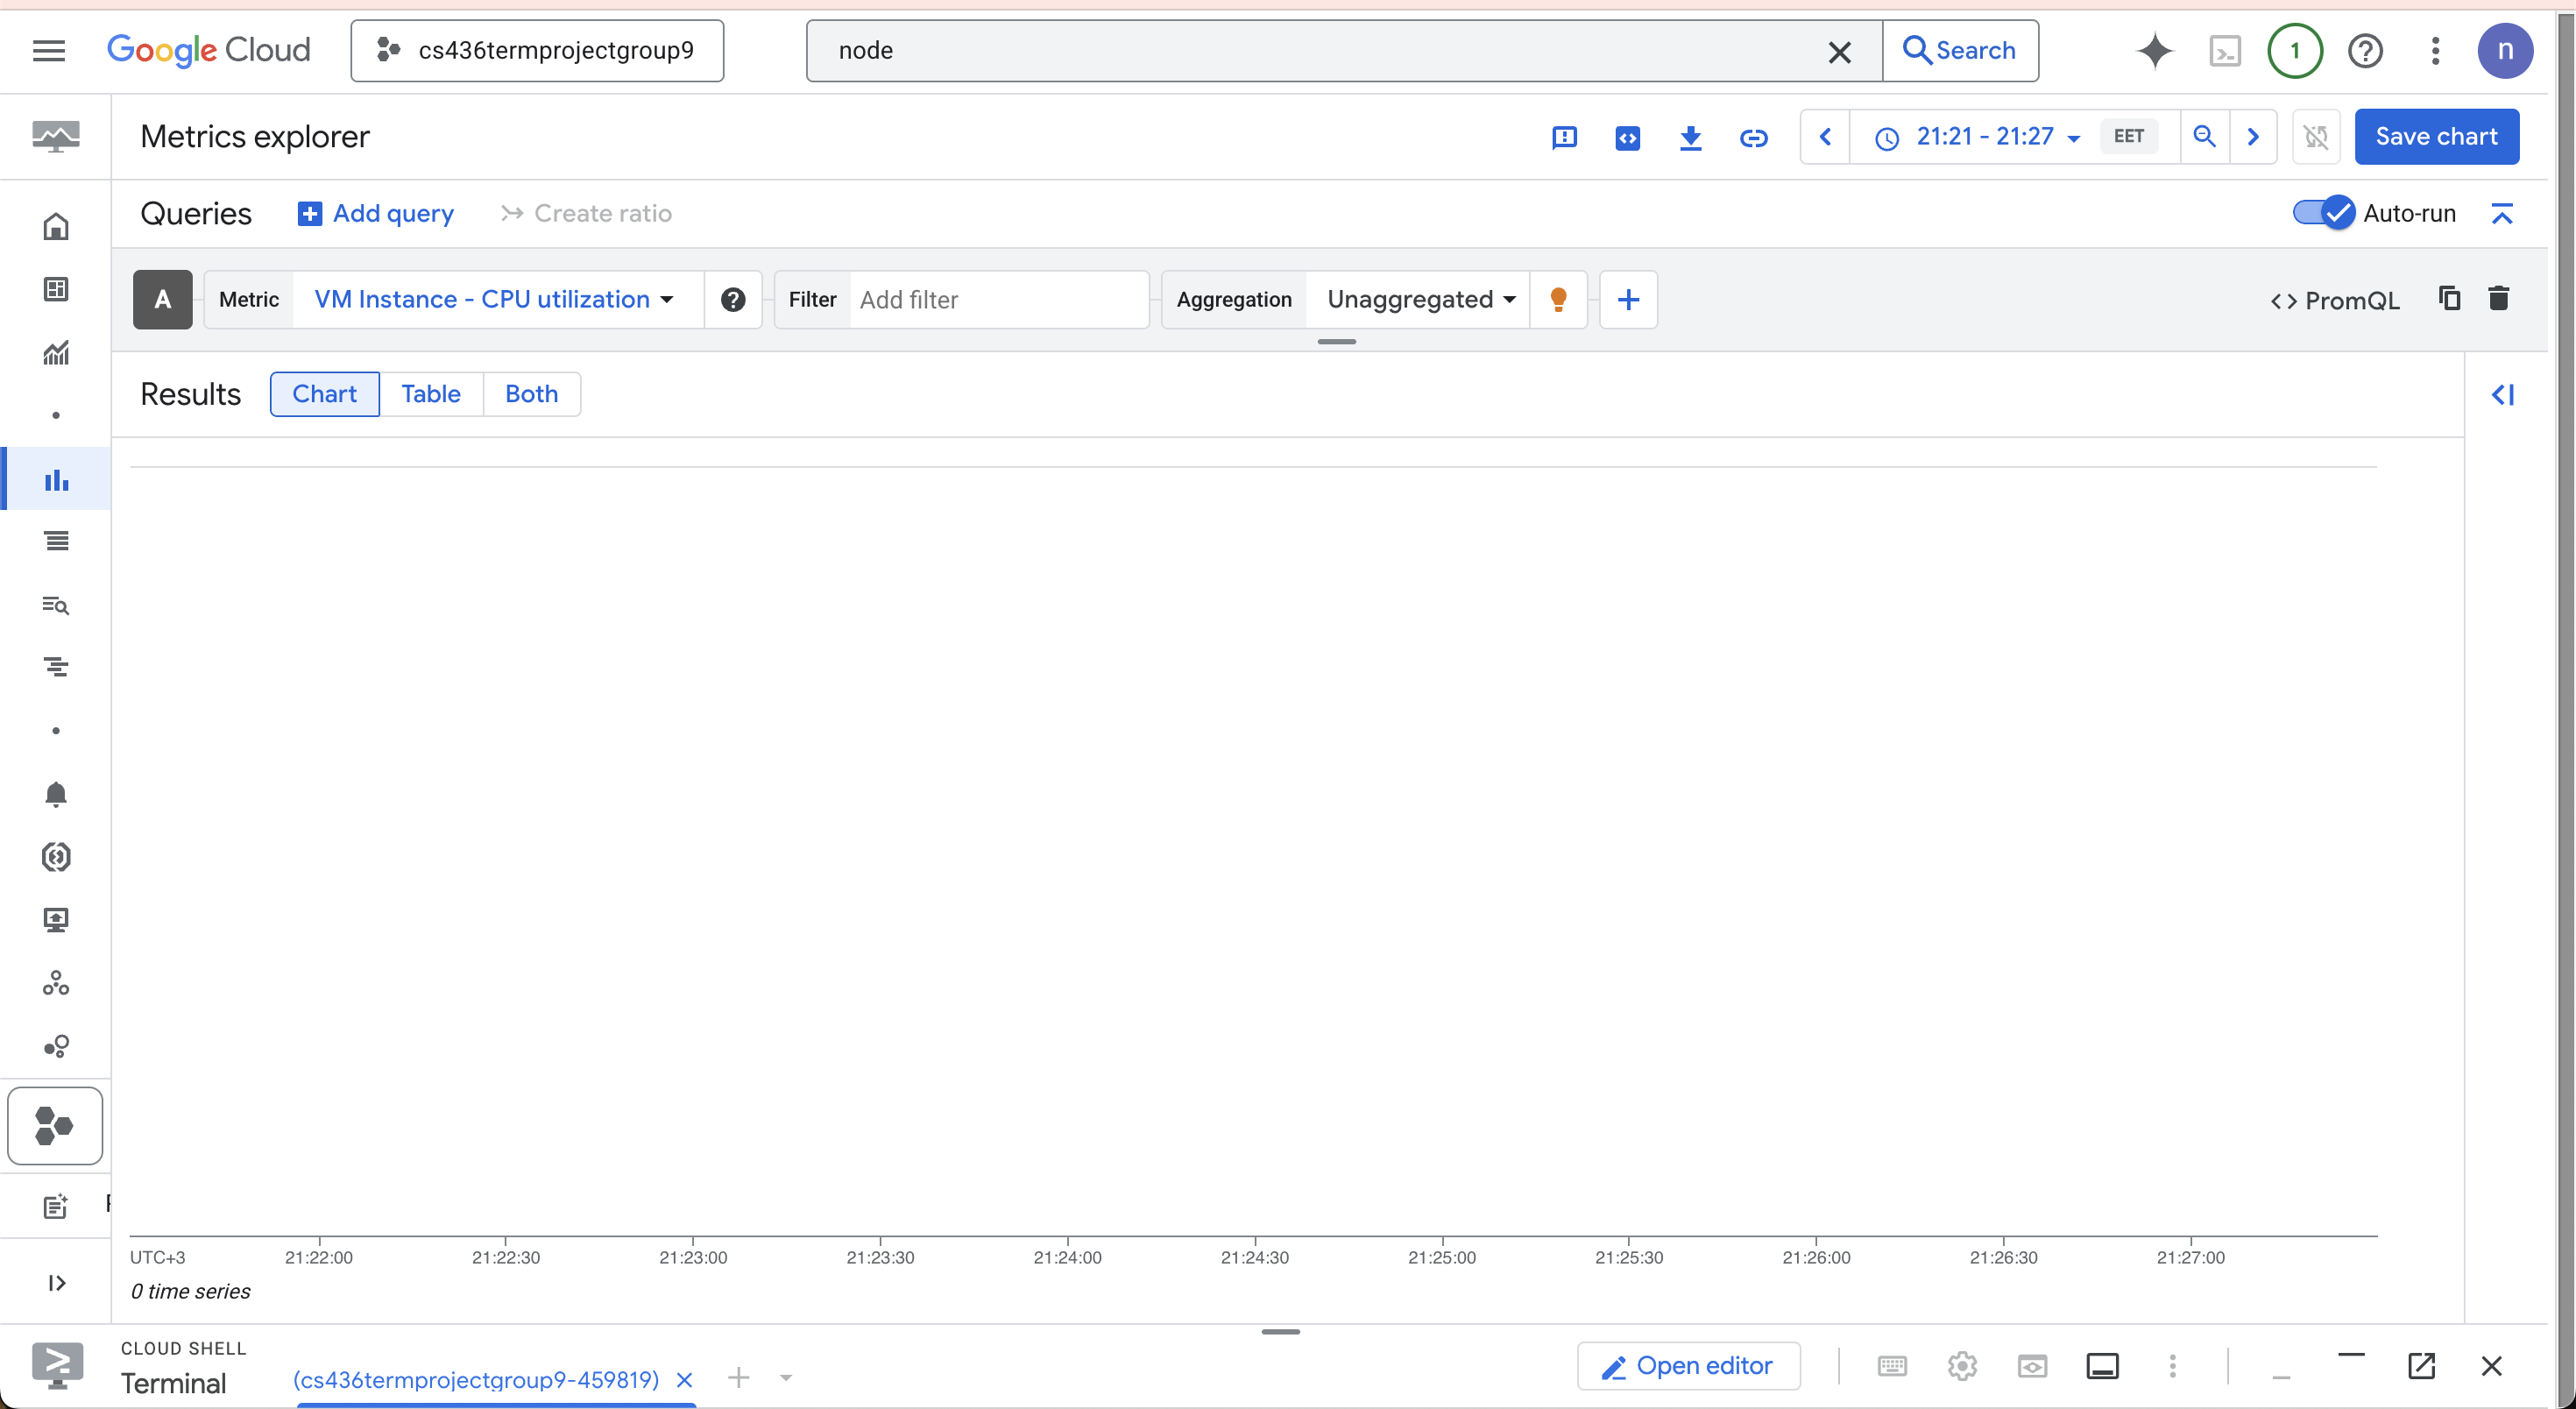 Google Cloud
cs436termprojectgroup9
node
Search
1
n
Metrics explorer
21:21 - 21:27
EET
Save chart
Queries
Add query
Create ratio
Auto-run
A
Metric
VM Instance - CPU utilization
Filter
Add filter
Aggregation
Unaggregated
<> PromQL
Results
Chart
Table
Both
UTC+3
21:22:00
21:22:30
21:23:00
21:23:30
21:24:00
21:24:30
21:25:00
21:25:30
21:26:00
21:26:30
21:27:00
0 time series
CLOUD SHELL
Terminal
(cs436termprojectgroup9-459819)
Open editor